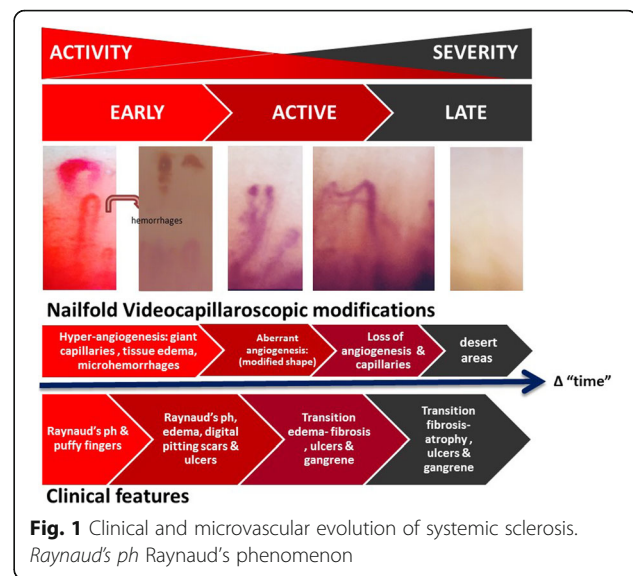 ACTIVITY
SEVERITY
EARLY
ACTIVE
LATE
hemorrhages
Nailfold Videocapillaroscopic modifications
Hyper-angiogenesis: giant
capillaries , tissue edema,
microhemorrhages
Aberrant
angiogenesis:
(modified shape)
Loss of
angiogenesis &
capillaries
desert
areas
Δ "time"
Raynaud's ph &
puffy fingers
Raynaud's ph,
edema, digital
pitting scars &
ulcers
Transition
edema- fibrosis
, ulcers &
gangrene
Transition
fibrosis-
atrophy ,
ulcers &
gangrene
Clinical features
Fig. 1 Clinical and microvascular evolution of systemic sclerosis.
Raynaud's ph Raynaud's phenomenon